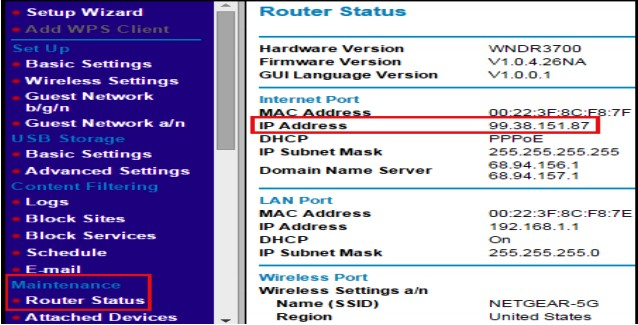 Setup Wizard
Add WPS Client
Set Up
Basic Settings
Wireless Settings
Guest Network
b/g/n
Guest Network a/n
USB Storage
Basic Settings
Advanced Settings
Content Filtering
Logs
Block Sites
Block Services
Schedule
E-mail
Maintenance
Router Status
Attached Devices
Router Status
Hardware Version WNDR3700
Firmware Version V1.0.4.26NA
GUI Language Version V1.0.0.1
Internet Port
MAC Address 00:22:3F:8C:F8:7F
IP Address 99.38.151.87
DHCP PPPoE
IP Subnet Mask 255.255.255.255
Domain Name Server 68.94.156.1
68.94.157.1
LAN Port
MAC Address 00:22:3F:8C:F8:7E
IP Address 192.168.1.1
DHCP On
IP Subnet Mask 255.255.255.0
Wireless Port
Wireless Settings a/n
Name (SSID) NETGEAR-5G
Region United States